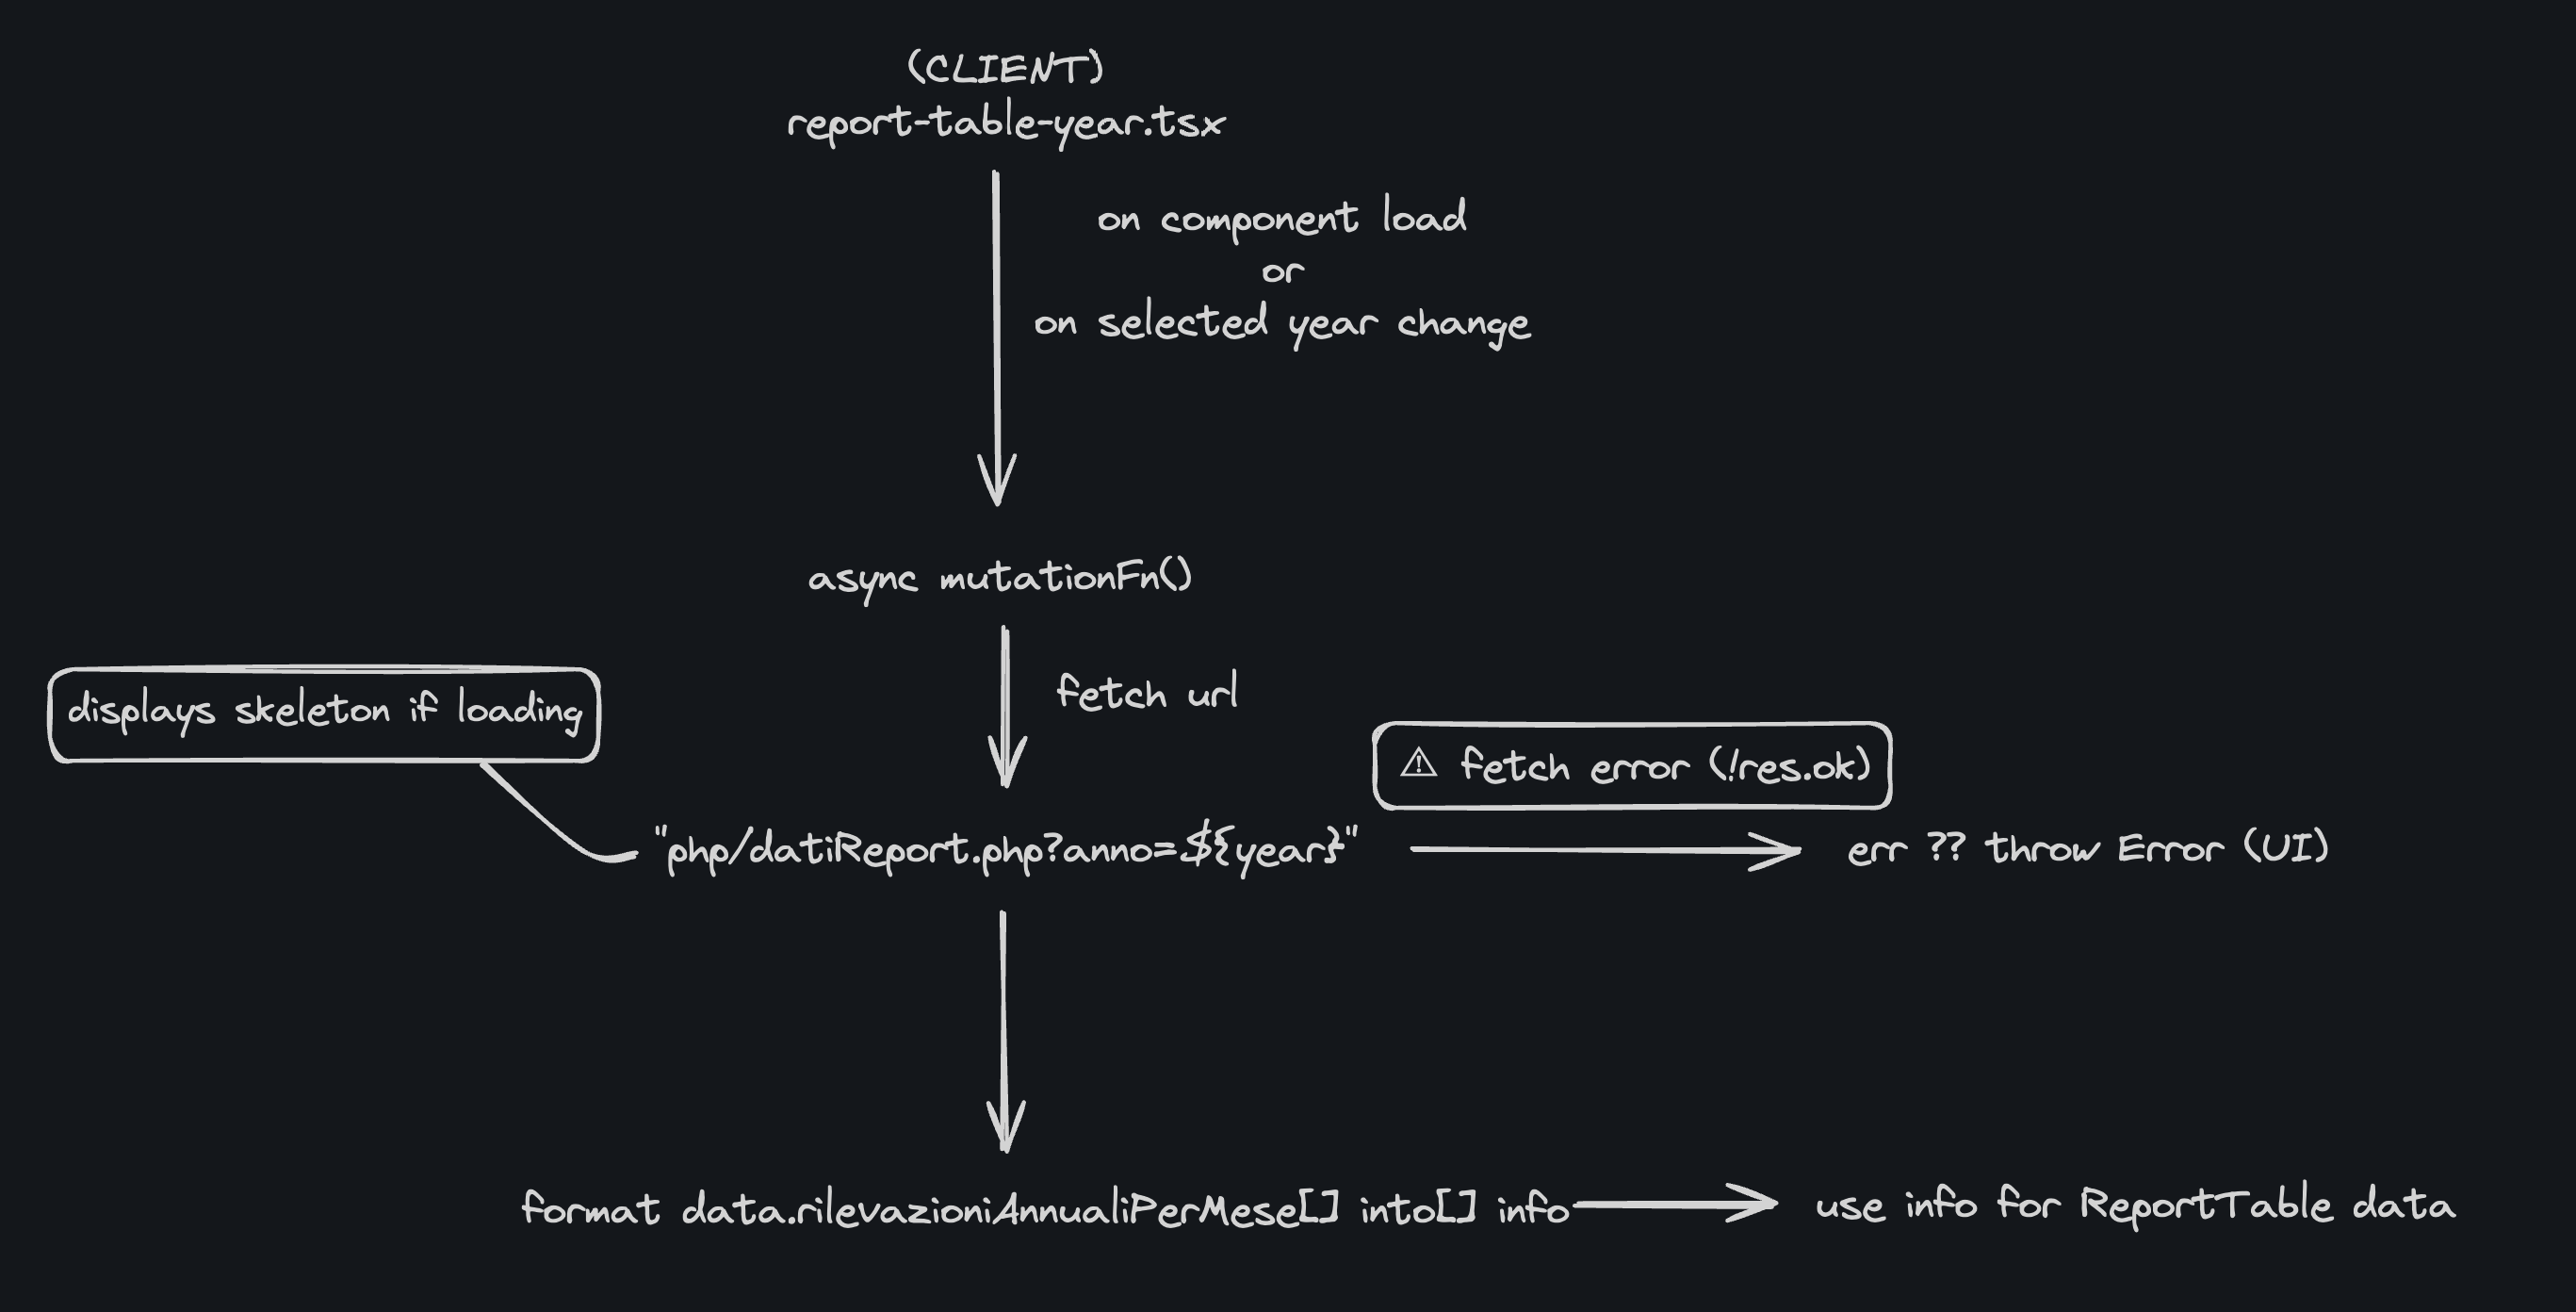 (CLIENT)
report-table-year.tsx
on component load
or
on selected year change
async mutationFn()
fetch url
displays skeleton if loading
⚠ fetch error (!res.ok)
"php/datiReport.php?anno=${year}"
err ?? throw Error (UI)
format data.rilevazioniAnnualiPerMese[] into[] info
use info for ReportTable data